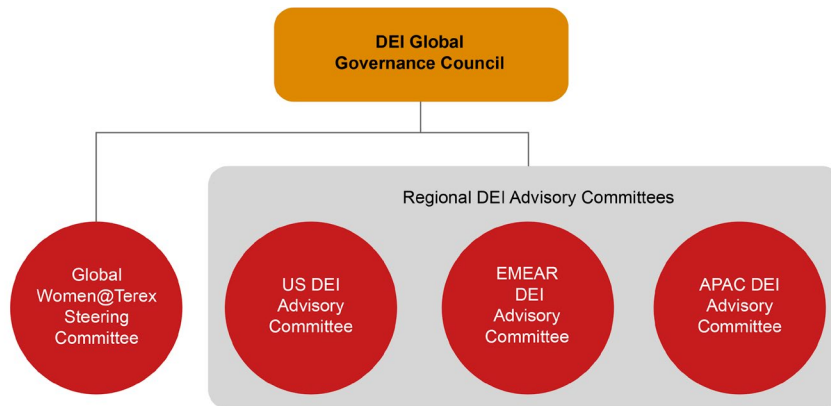 DEI Global
Governance Council
Regional DEI Advisory Committees
Global
Women@Terex
Steering
Committee
US DEI
Advisory
Committee
EMEAR
DEI
Advisory
Committee
APAC DEI
Advisory
Committee